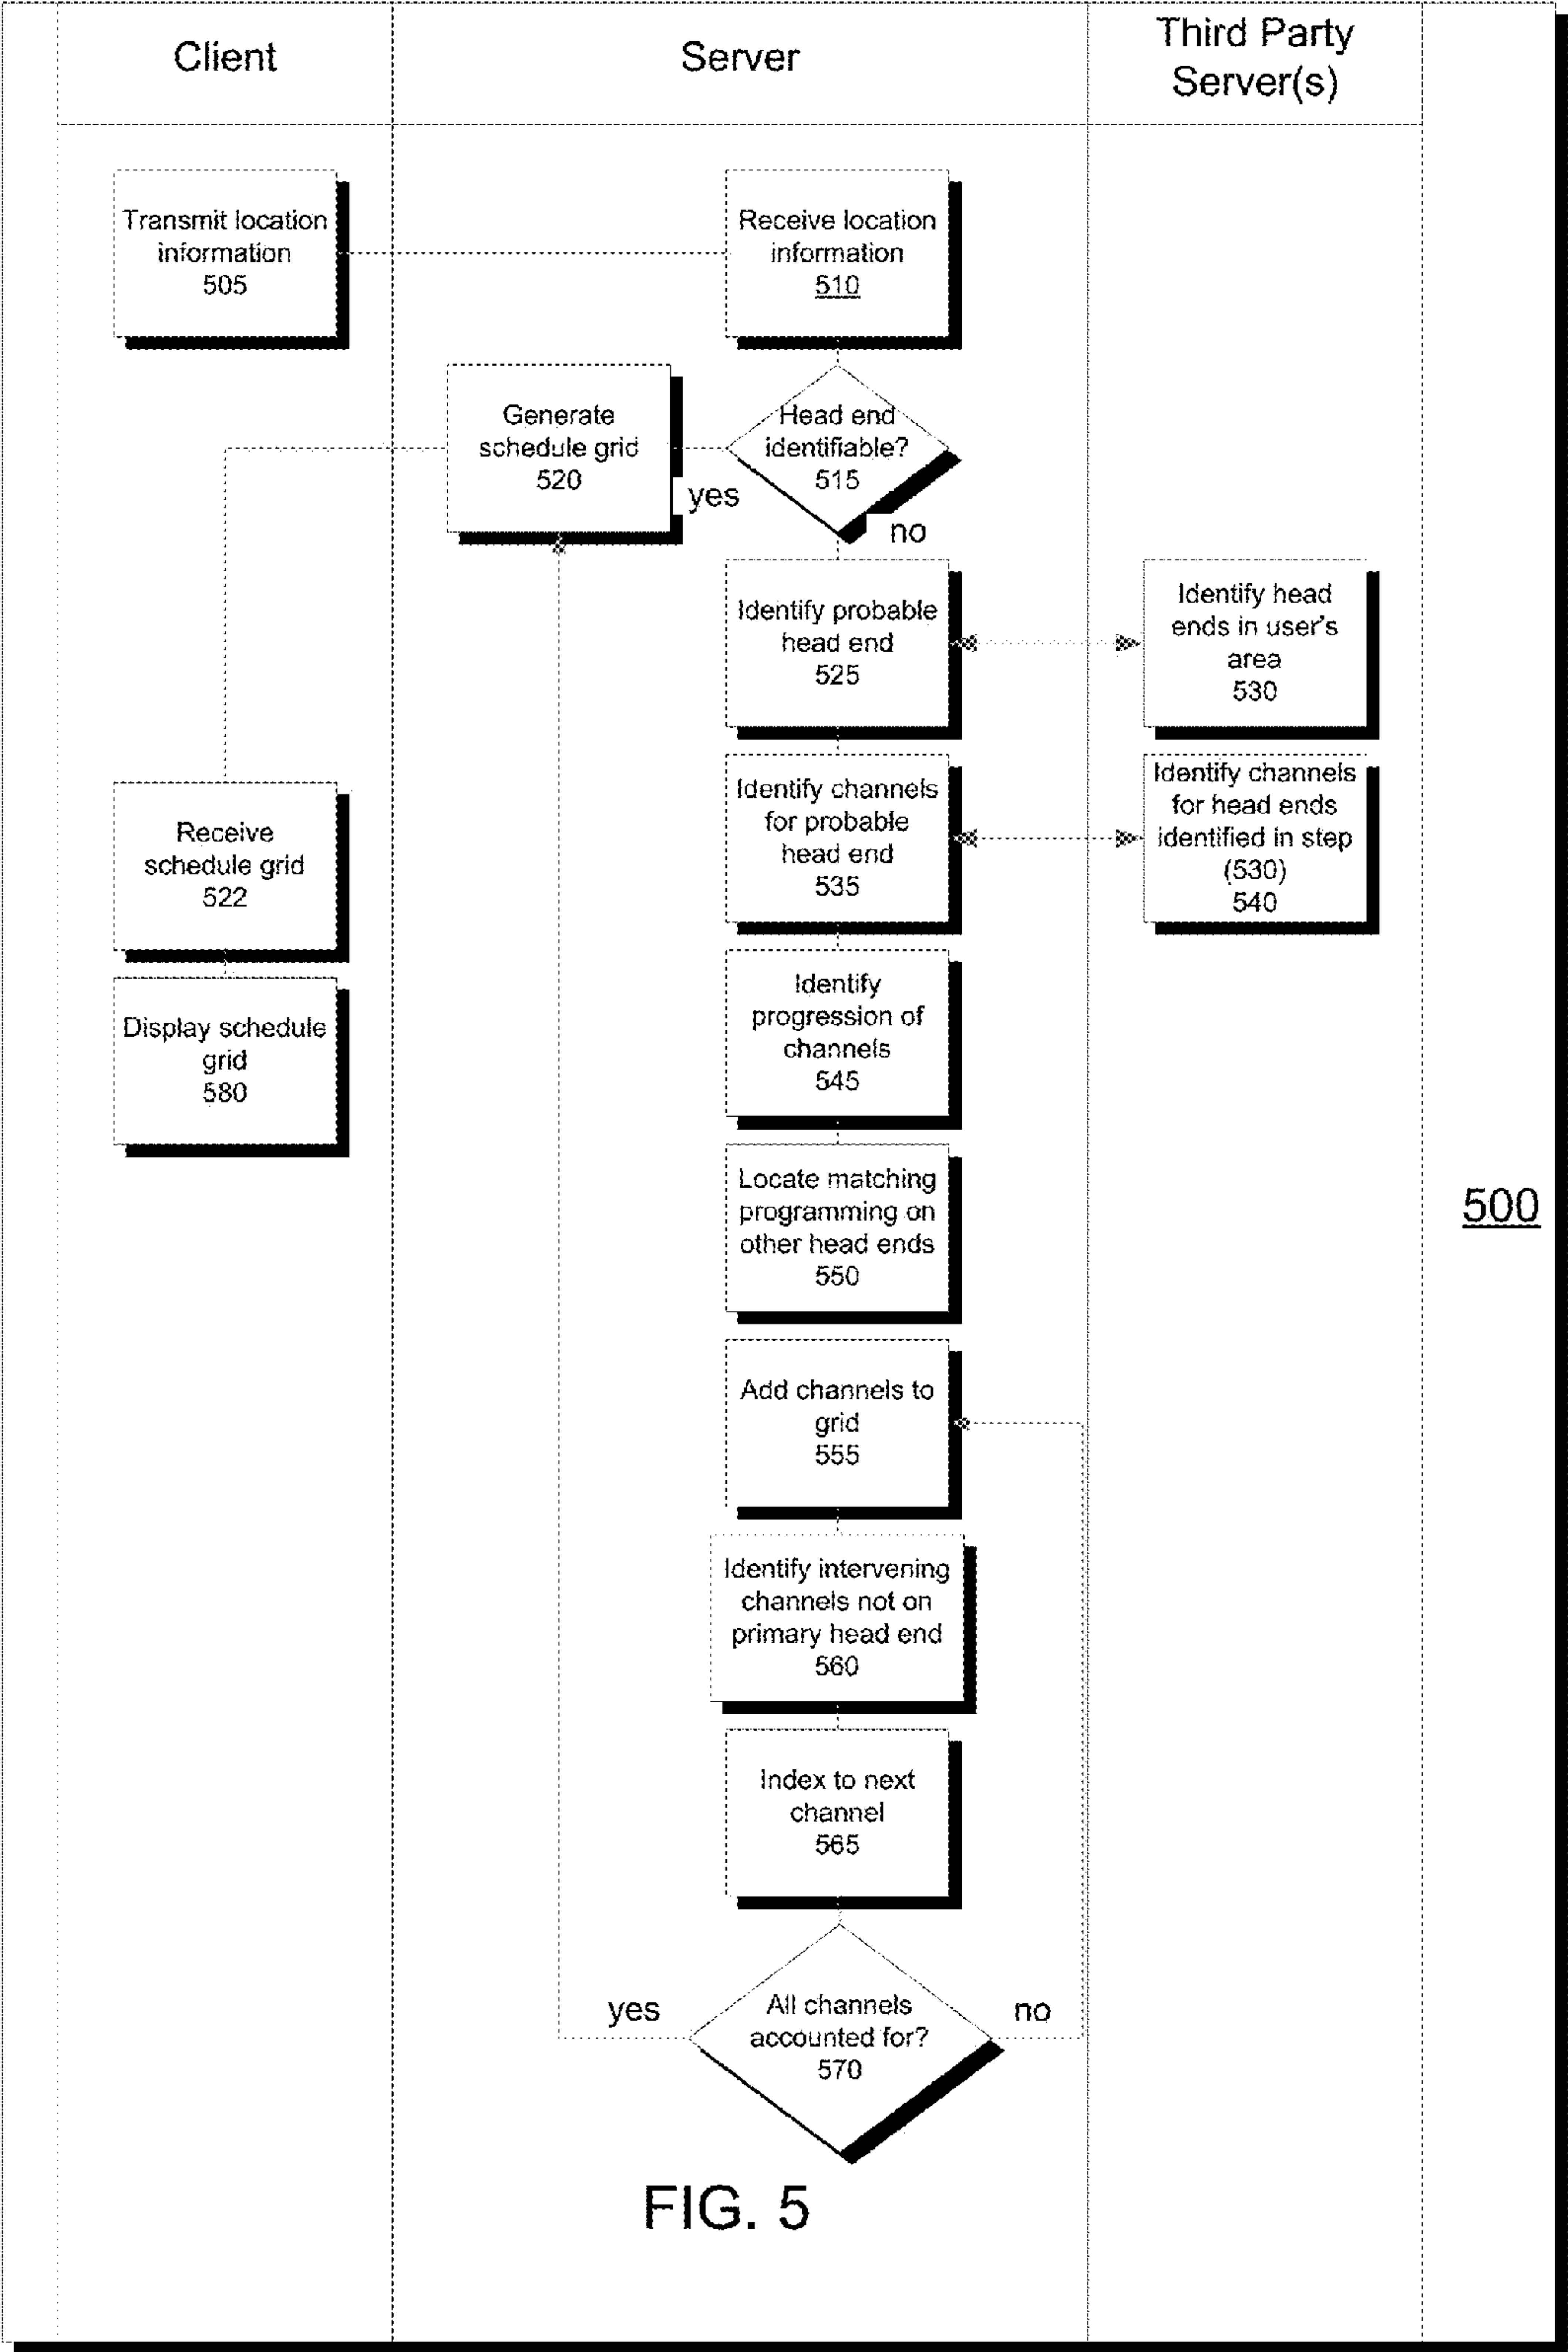 Client
Server
Third Party
Server(s)
Transmit location
information
505
Receive location
information
510
Generate
schedule grid
520
yes
Head end
identifiable?
515
no
Identify probable
head end
525
Identify head
ends in user's
area
530
Receive
schedule grid
522
Identify channels
for probable
head end
535
Identify channels
for head ends
identified in step
(530)
540
Display schedule
grid
580
Identify
progression of
channels
545
Locate matching
programming on
other head ends
550
500
Add channels to
grid
555
Identify intervening
channels not on
primary head end
560
Index to next
channel
565
yes
All channels
accounted for?
570
no
FIG. 5